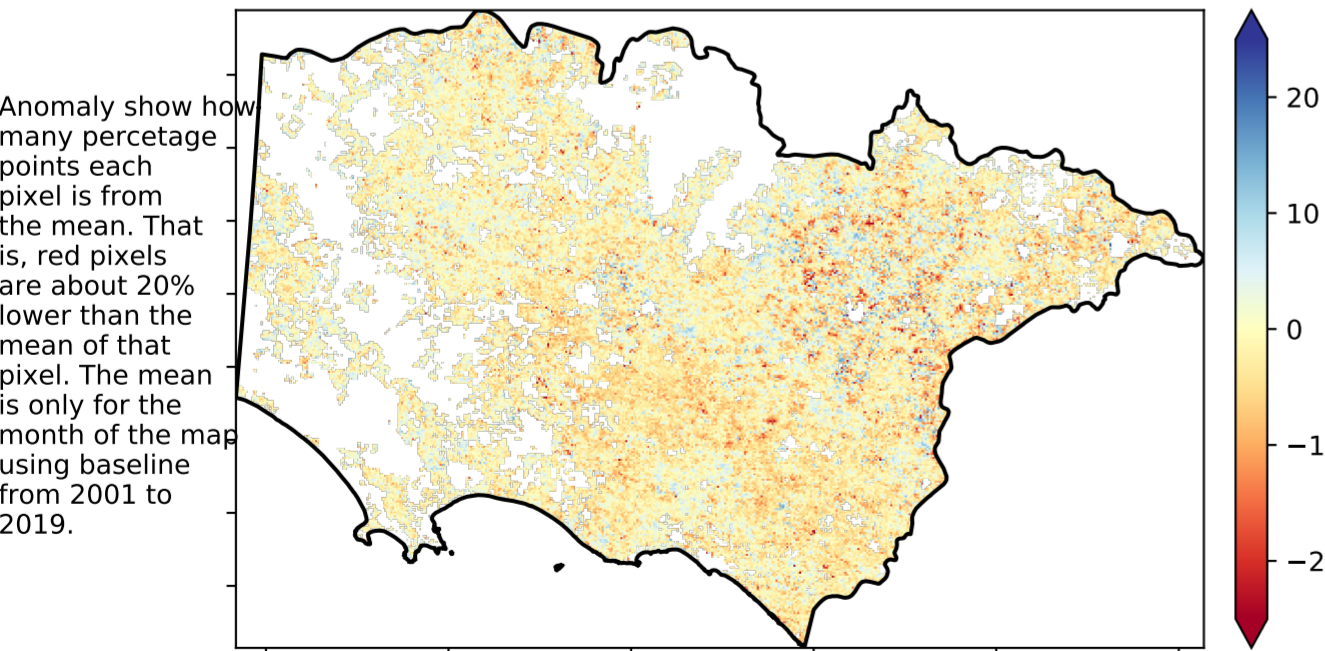 Anomaly show how
many percetage
points each
pixel is from
the mean. That
is, red pixels
are about 20%
lower than the
mean of that
pixel. The mean
is only for the
month of the map
using baseline
from 2001 to
2019.
20
10
0
−1
−2